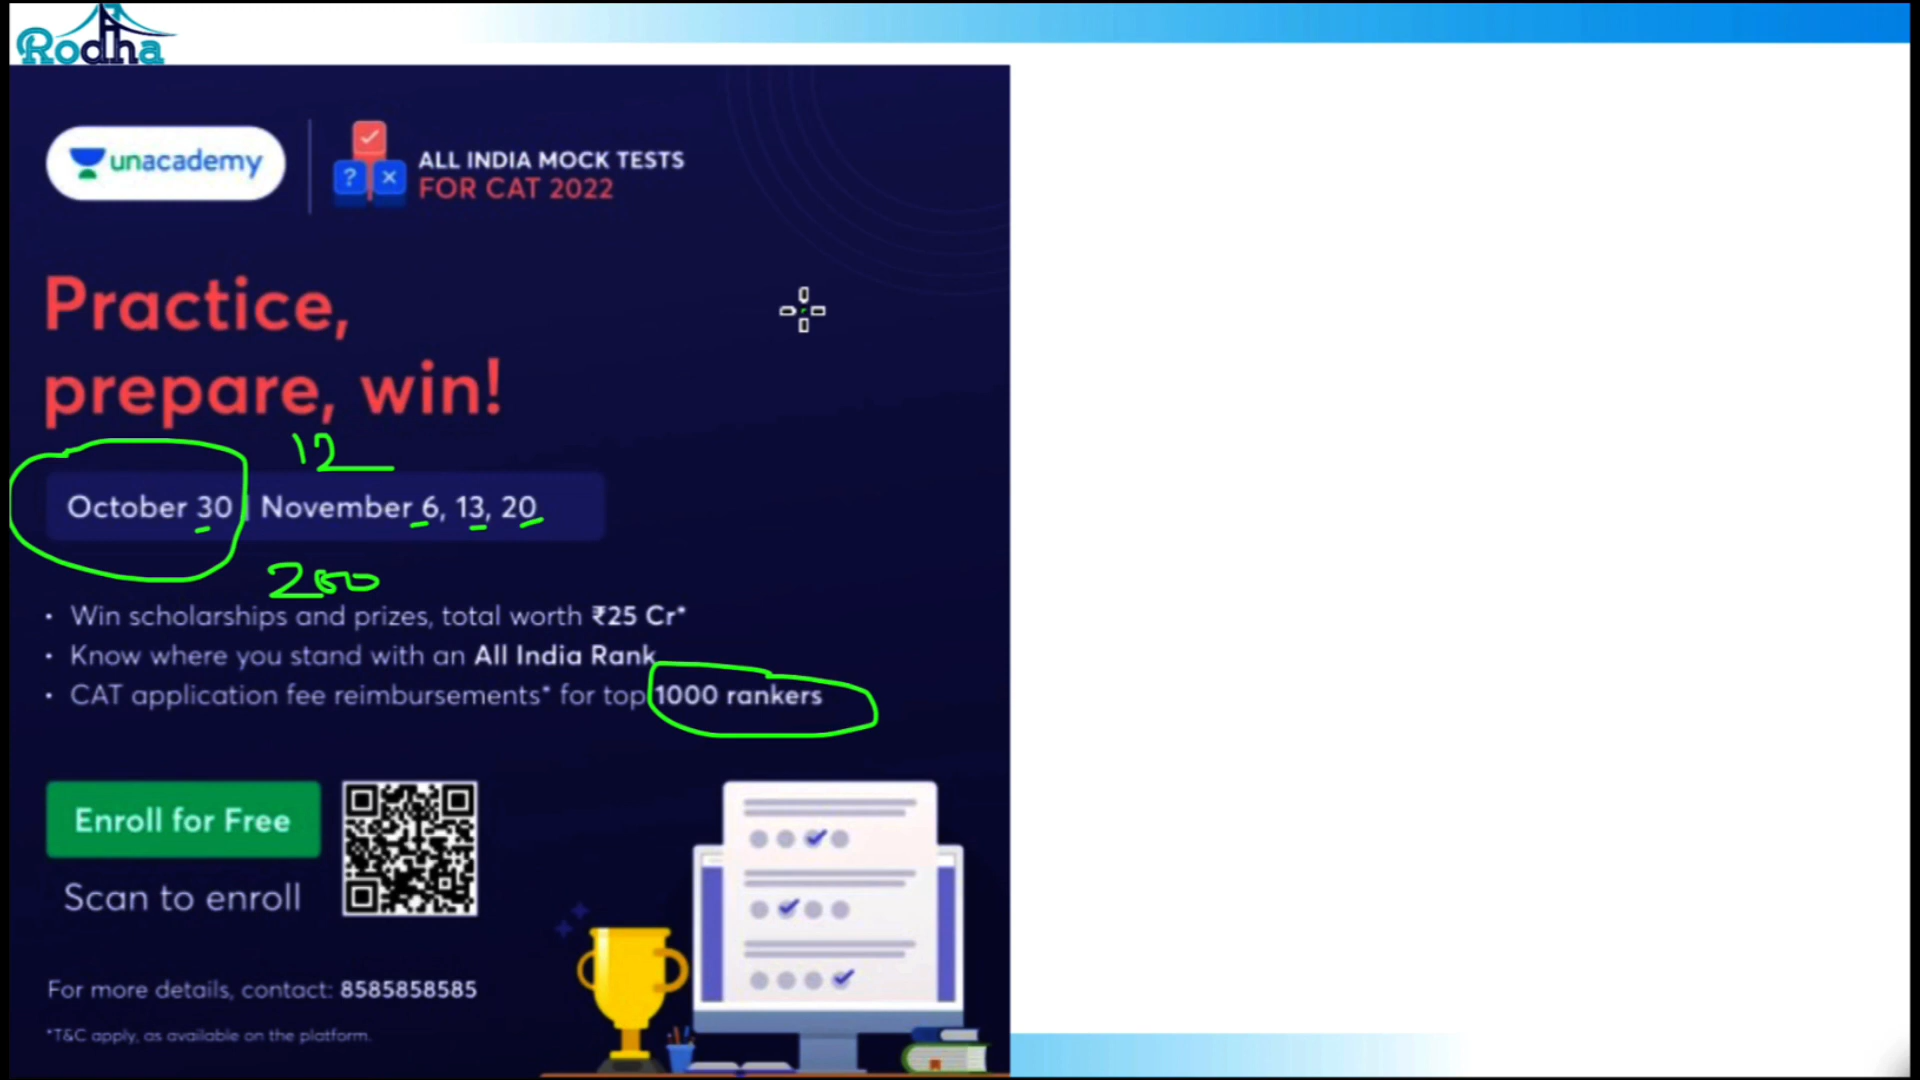 Rodha
unacademy
ALL INDIA MOCK TESTS
FOR CAT 2022
Practice,
prepare, win!
12
October 30 | November 6, 13, 20
200
• Win scholarships and prizes, total worth ₹25 Cr*
• Know where you stand with an All India Rank
• CAT application fee reimbursements* for top 1000 rankers
Enroll for Free
Scan to enroll
For more details, contact: 8585858585
*T&C apply, as available on the platform.